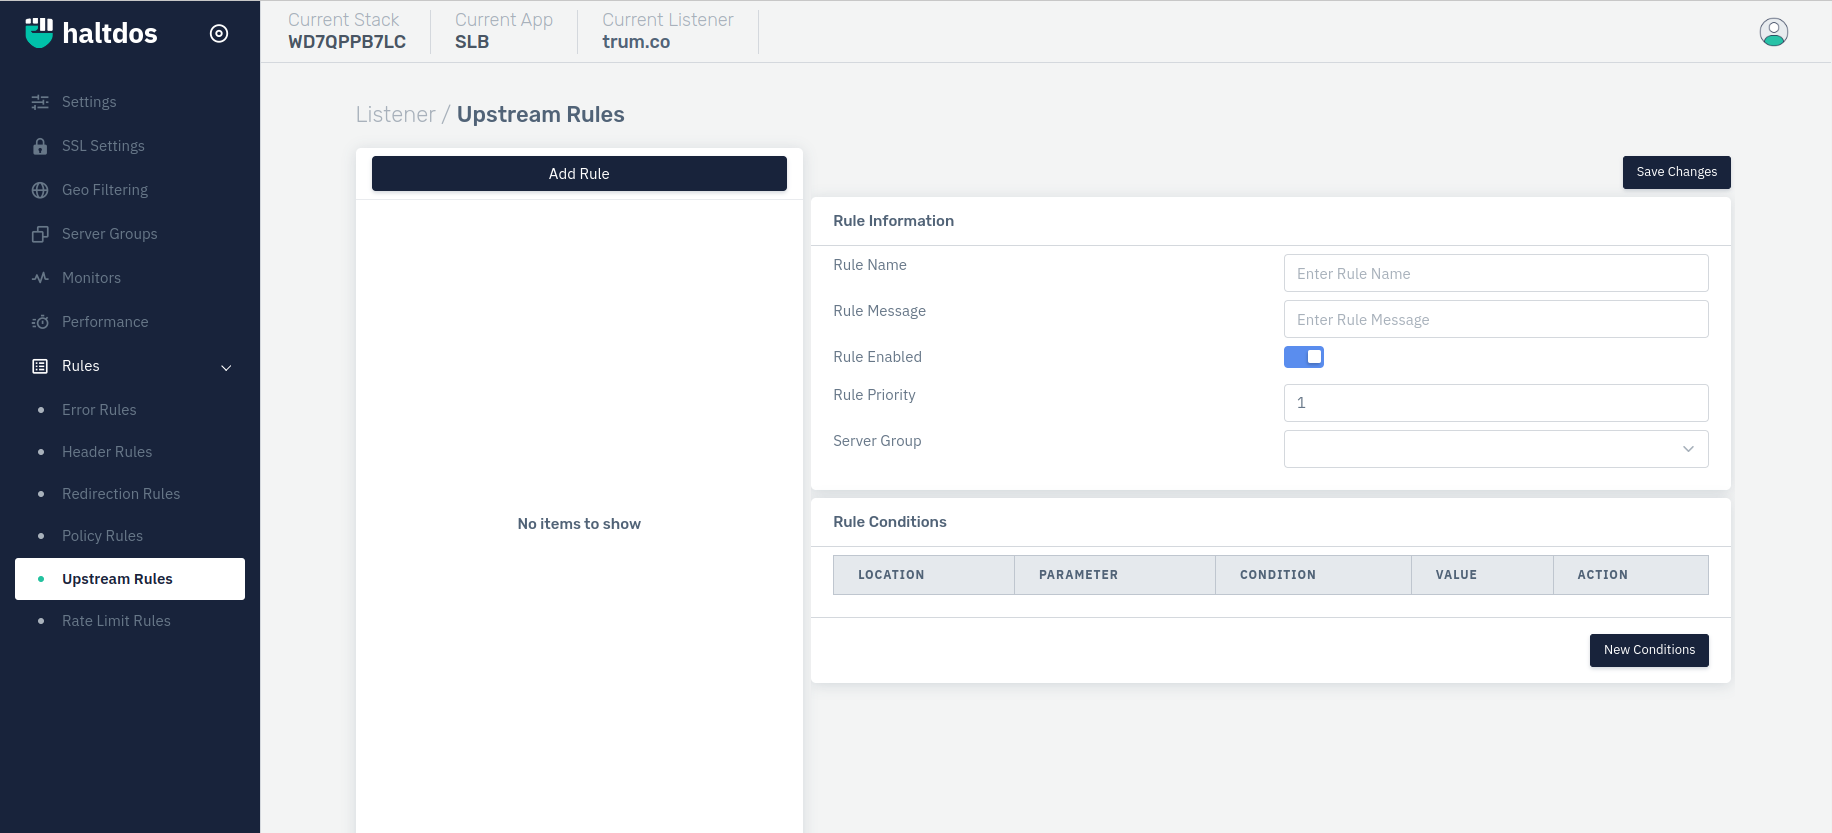 haltdos
Settings
SSL Settings
Geo Filtering
Server Groups
Monitors
Performance
Rules
Error Rules
Header Rules
Redirection Rules
Policy Rules
Upstream Rules
Rate Limit Rules
Current Stack
WD7QPPB7LC
Current App
SLB
Current Listener
trum.co
Listener / Upstream Rules
Add Rule
No items to show
Save Changes
Rule Information
Rule Name
Enter Rule Name
Rule Message
Enter Rule Message
Rule Enabled
Rule Priority
1
Server Group
Rule Conditions
LOCATION PARAMETER CONDITION VALUE ACTION
New Conditions